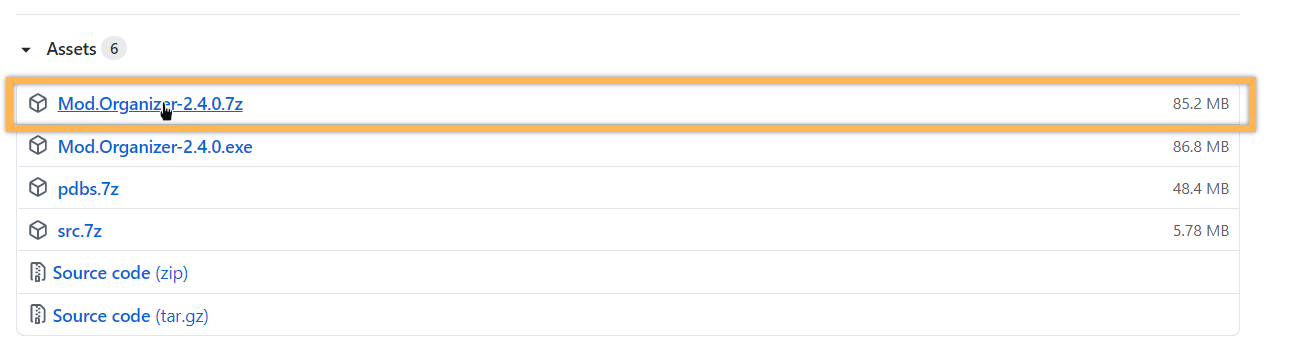 Assets 6
Mod.Organizer-2.4.0.7z 85.2 MB
Mod.Organizer-2.4.0.exe 86.8 MB
pdbs.7z 48.4 MB
src.7z 5.78 MB
Source code (zip)
Source code (tar.gz)